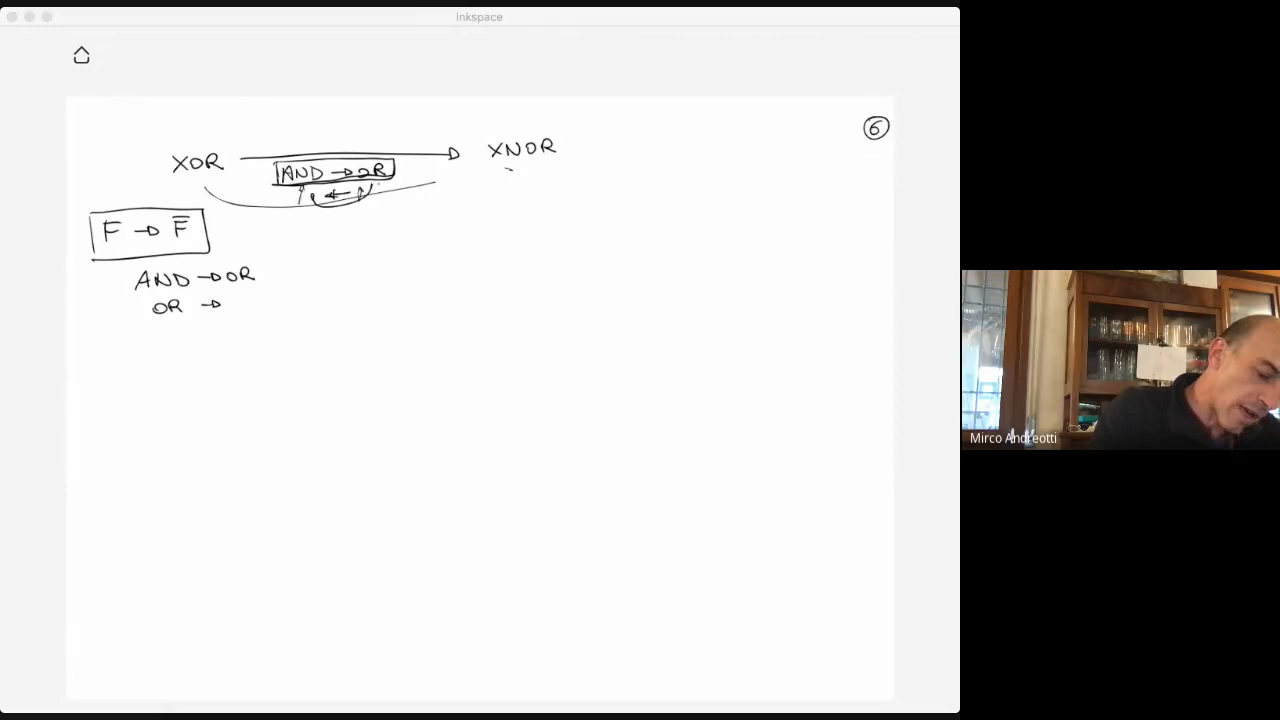 Inkspace
6
XOR → XNOR
AND → OR
←
F → F̅
AND → OR
OR →
Mirco Andreotti